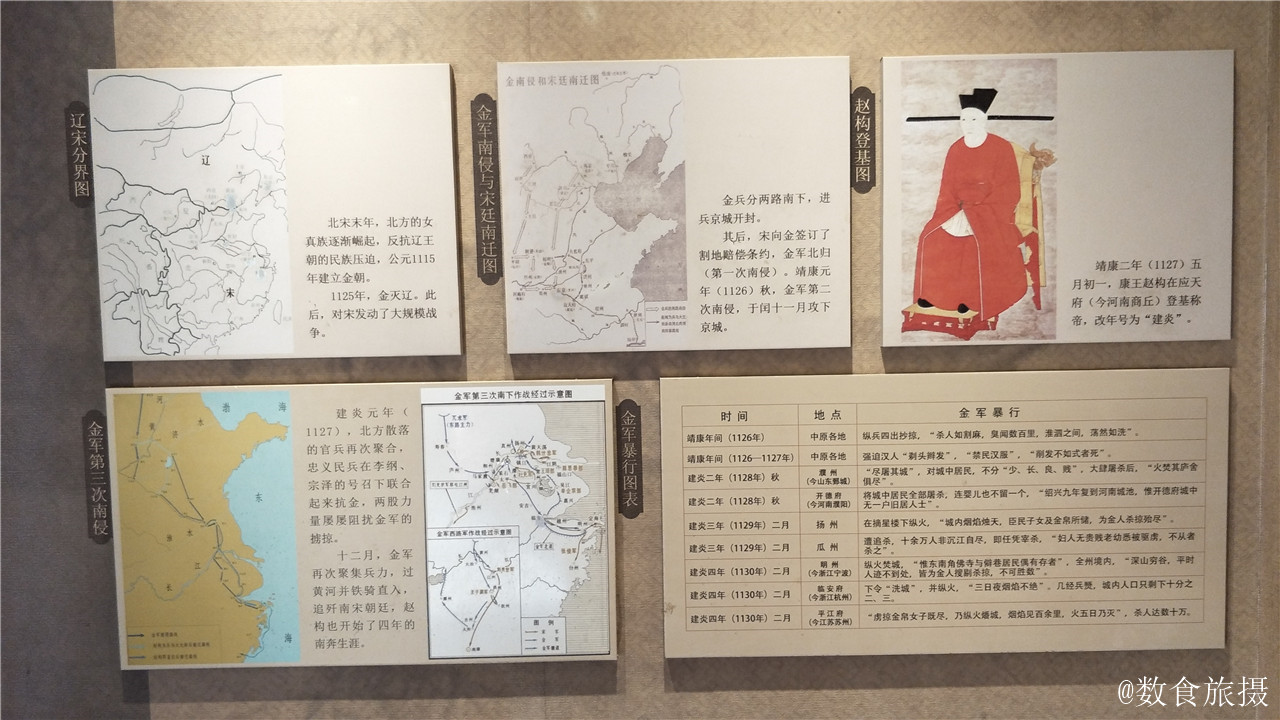 辽宋分界图
辽
宋
北宋末年，北方的女
真族逐渐崛起，反抗辽王
朝的民族压迫，公元1115
年建立金朝。
1125年，金灭辽。此
后，对宋发动了大规模战
争。
金军南侵与宋廷南迁图
金南侵和宋廷南迁图
金兵分两路南下，进
兵京城开封。
其后，宋向金签订了
割地赔偿条约，金军北归
（第一次南侵）。靖康元
年（1126）秋，金军第二
次南侵，于闰十一月攻下
京城。
赵构登基图
靖康二年（1127）五
月初一，康王赵构在应天
府（今河南商丘）登基称
帝，改年号为“建炎”。
金军第三次南侵
渤海
东
海
河
水
淮水
长江
建炎元年（
1127），北方散落
的官兵再次聚合，
忠义民兵在李纲、
宗泽的号召下联合
起来抗金，两股力
量屡屡阻扰金军的
掳掠。
十二月，金军
再次聚集兵力，过
黄河并铁骑直入，
追歼南宋朝廷，赵
构也开始了四年的
南奔生涯。
金军第三次南下作战经过示意图
金军西路军作战经过示意图
图例
金军暴行图表
时间 地点 金军暴行
靖康年间（1126年） 中原各地 纵兵四出抄掠，“杀人如割麻，臭闻数百里，淮泗之间，荡然如洗”。
靖康年间（1126—1127年） 中原各地 强迫汉人“剃头辫发”，“禁民汉服”，“削发不如式者死”。
建炎二年（1128年）秋 濮州（今山东鄄城） “尽屠其城”，对城中居民，不分“少、长、良、贱”，大肆屠杀后，“火焚其庐舍俱尽”。
建炎二年（1128年）秋 开德府（今河南濮阳） 将城中居民全部屠杀，连婴儿也不留一个，“绍兴九年复到河南城池，惟开德府城中无一户旧居人士”。
建炎三年（1129年）二月 扬州 在摘星楼下纵火，“城内烟焰烛天，臣民子女及金帛所储，为金人杀掠殆尽”。
建炎三年（1129年）二月 瓜州 遭追杀，十余万人非沉江自尽，即任凭宰杀，“妇人无贵贱老幼悉被驱虏，不从者杀之”。
建炎四年（1130年）二月 明州（今浙江宁波） 纵火焚城，“惟东南角佛寺与僻巷居民偶有存者”，全州境内，“深山穷谷，平时人迹不到处，皆为金人搜剔杀掠，不可胜数”。
建炎四年（1130年）二月 临安府（今浙江杭州） 下令“洗城”，并纵火，“三日夜烟焰不绝”。几经兵燹，城内人口只剩下十分之二、三。
建炎四年（1130年）二月 平江府（今江苏苏州） “虏掠金帛女子既尽，乃纵火燔城，烟焰见百余里，火五日乃灭”，杀人达数十万。
@数食旅摄